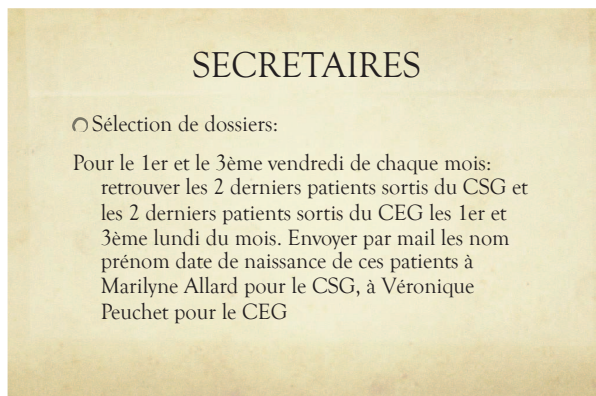 SECRETAIRES
Sélection de dossiers:
Pour le 1er et le 3ème vendredi de chaque mois:
retrouver les 2 derniers patients sortis du CSG et
les 2 derniers patients sortis du CEG les 1er et
3ème lundi du mois. Envoyer par mail les nom
prénom date de naissance de ces patients à
Marilyne Allard pour le CSG, à Véronique
Peuchet pour le CEG